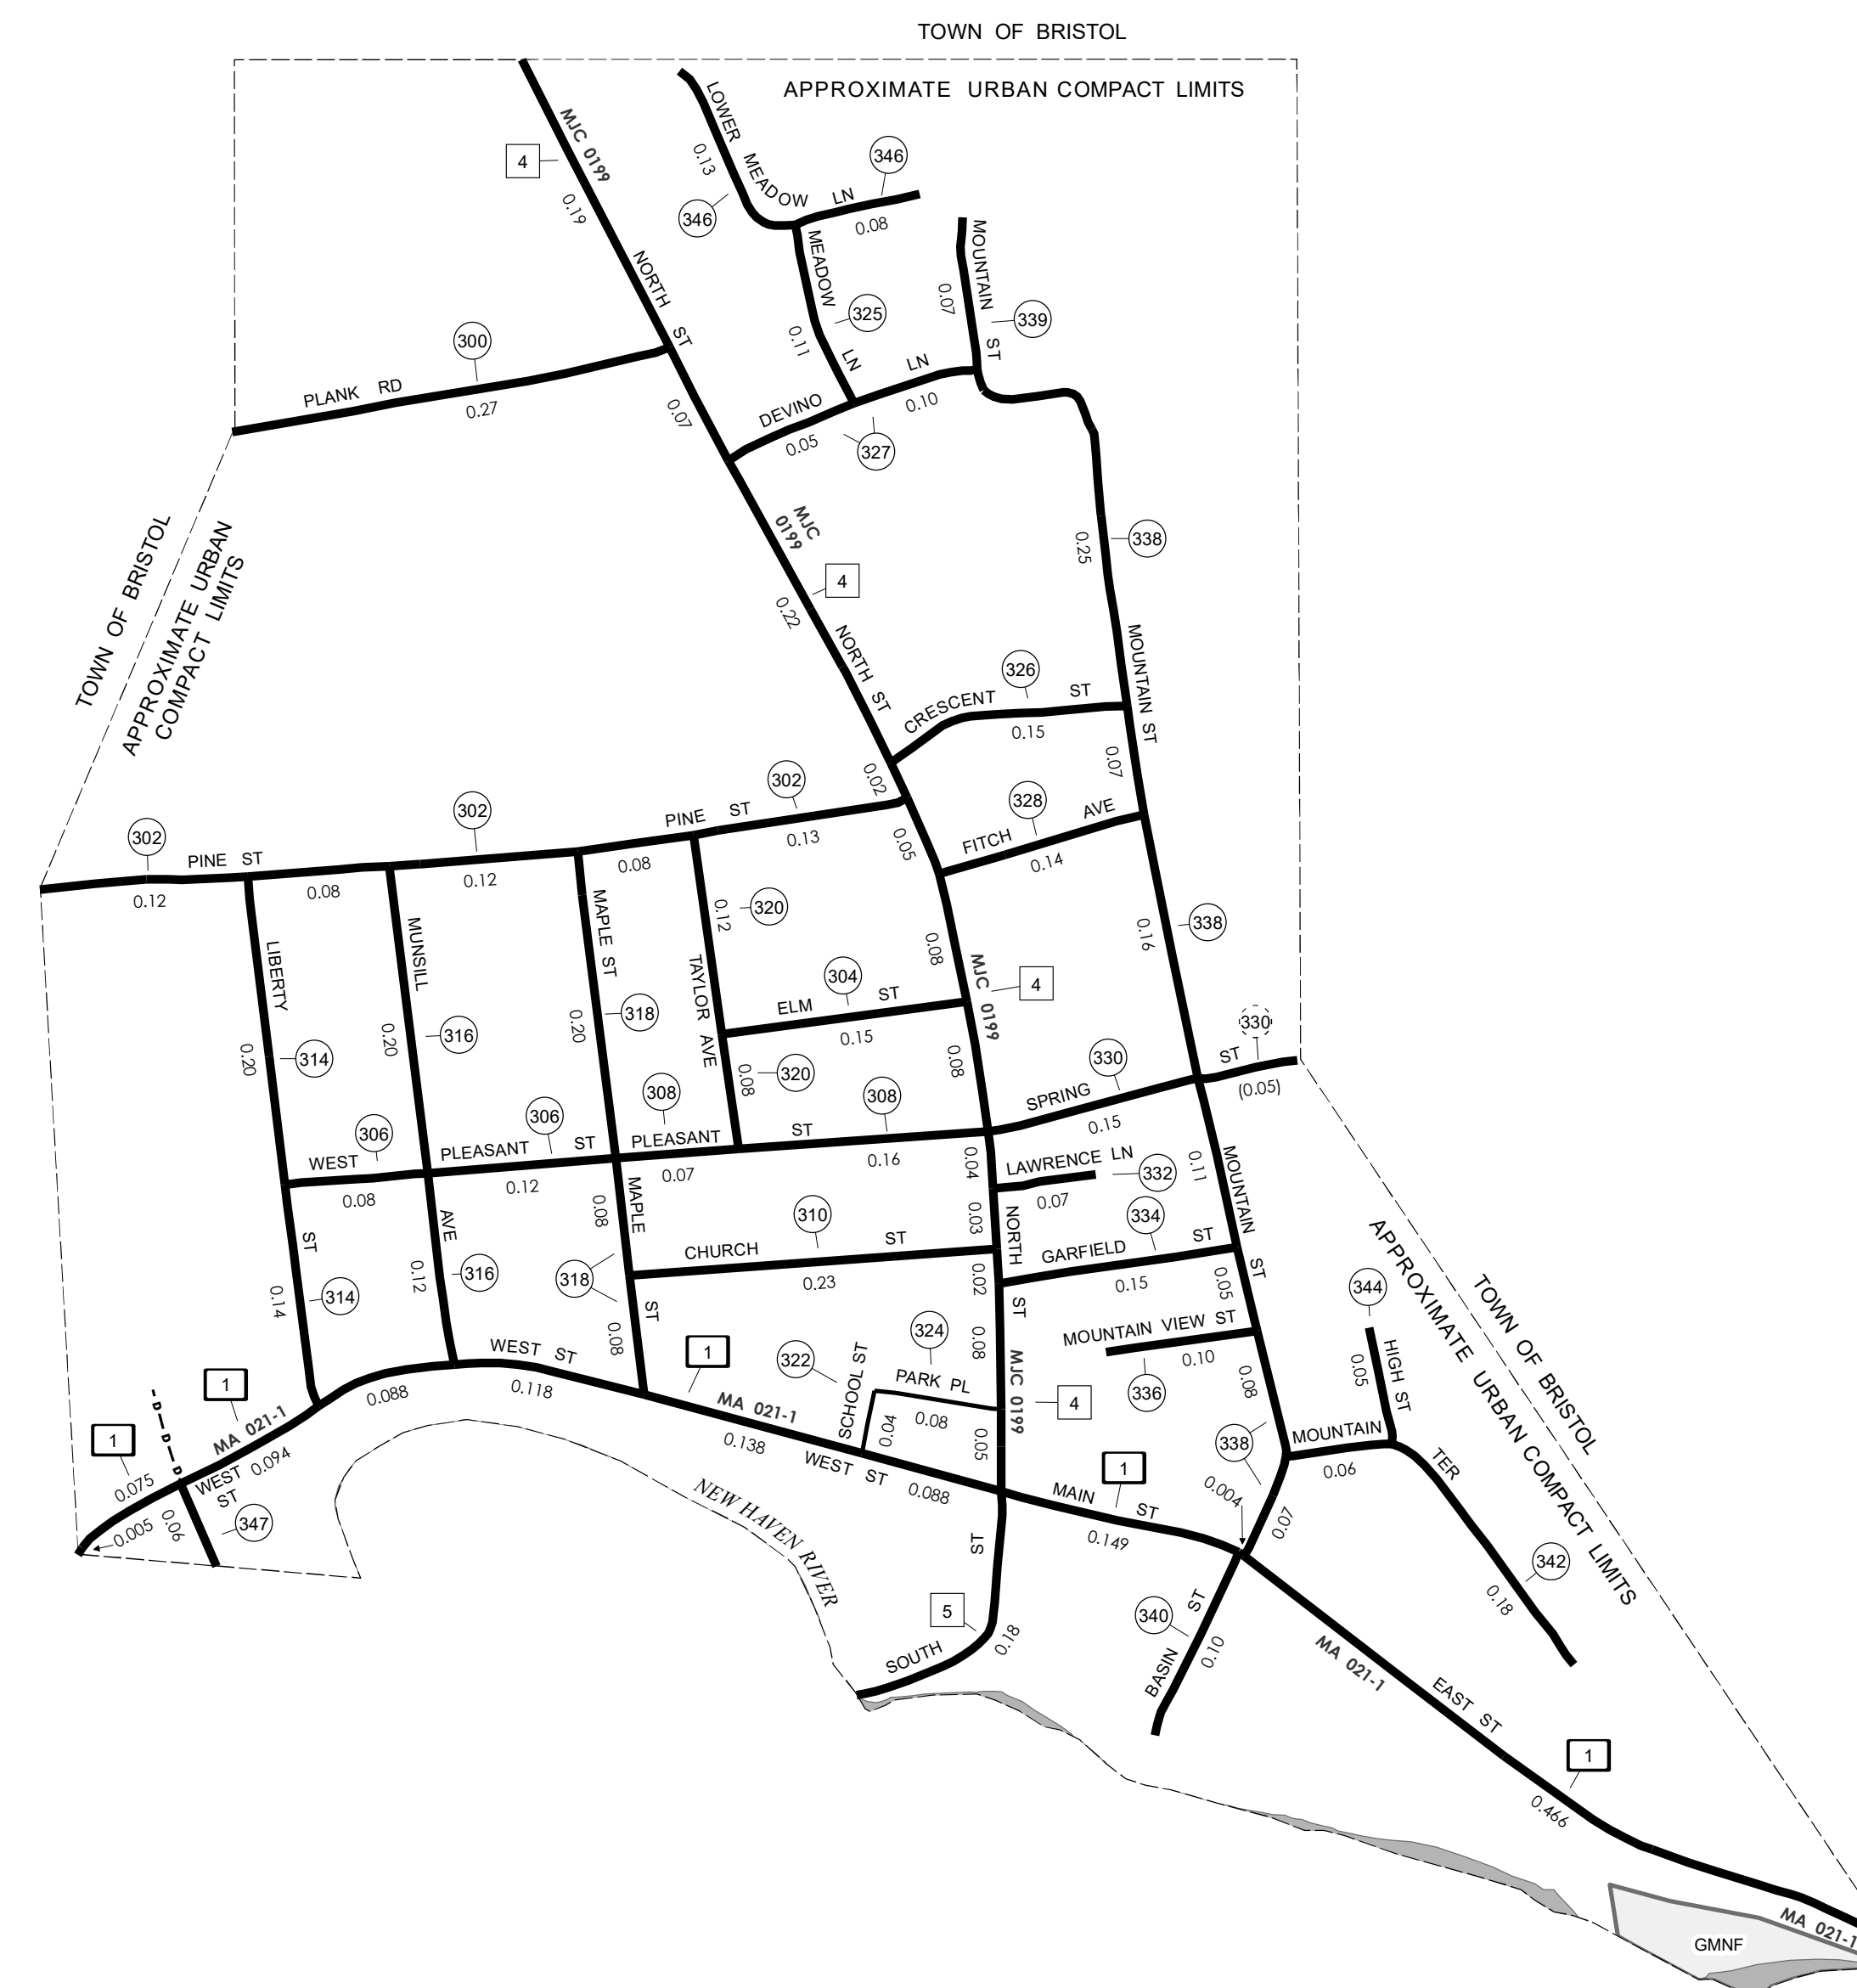 TOWN OF BRISTOL
APPROXIMATE URBAN COMPACT LIMITS
MJC 0199
4
0.19
NORTH ST
LOWER MEADOW LN
0.13
346
346
0.08
MEADOW LN
325
0.11
MOUNTAIN ST
0.07
339
300
PLANK RD
0.27
0.07
DEVINO LN
0.05
0.10
327
TOWN OF BRISTOL
APPROXIMATE URBAN
COMPACT LIMITS
MJC
0199
4
0.22
NORTH ST
0.25
338
MOUNTAIN ST
326
CRESCENT ST
0.15
0.07
0.02
302
302
302
PINE ST
PINE ST
0.12
0.08
0.12
0.08
0.13
0.05
328
FITCH AVE
0.14
338
0.16
LIBERTY
MUNSILL
MAPLE ST
TAYLOR AVE
0.12
320
0.08
MJC 0199
4
304
ELM ST
0.15
0.20
314
0.20
316
0.20
318
320
0.08
0.08
330
330
SPRING ST
0.15
(0.05)
306
306
308
308
WEST PLEASANT ST
PLEASANT ST
0.08
0.12
0.07
0.16
0.04
LAWRENCE LN
332
0.07
0.11
MOUNTAIN ST
ST
AVE
MAPLE
0.08
310
CHURCH ST
0.23
0.03
NORTH
334
GARFIELD ST
0.15
0.14
314
0.12
316
318
ST
0.08
0.02
ST
0.05
TOWN OF BRISTOL
APPROXIMATE URBAN COMPACT LIMITS
344
HIGH ST
0.05
MOUNTAIN VIEW ST
0.10
336
0.08
WEST ST
1
322
SCHOOL ST
324
PARK PL
0.08
0.04
0.08
MJC 0199
4
0.05
1
1
MA 021-1
0.088
0.118
MA 021-1
0.138
WEST ST
0.088
0.075
WEST ST
0.094
0.005
0.06
347
D
D
D
NEW HAVEN RIVER
MAIN ST
1
0.149
338
0.004
0.07
MOUNTAIN TER
0.06
342
0.18
ST
5
SOUTH
0.18
340
BASIN ST
0.10
MA 021-1
EAST ST
1
0.466
MA 021-1
GMNF